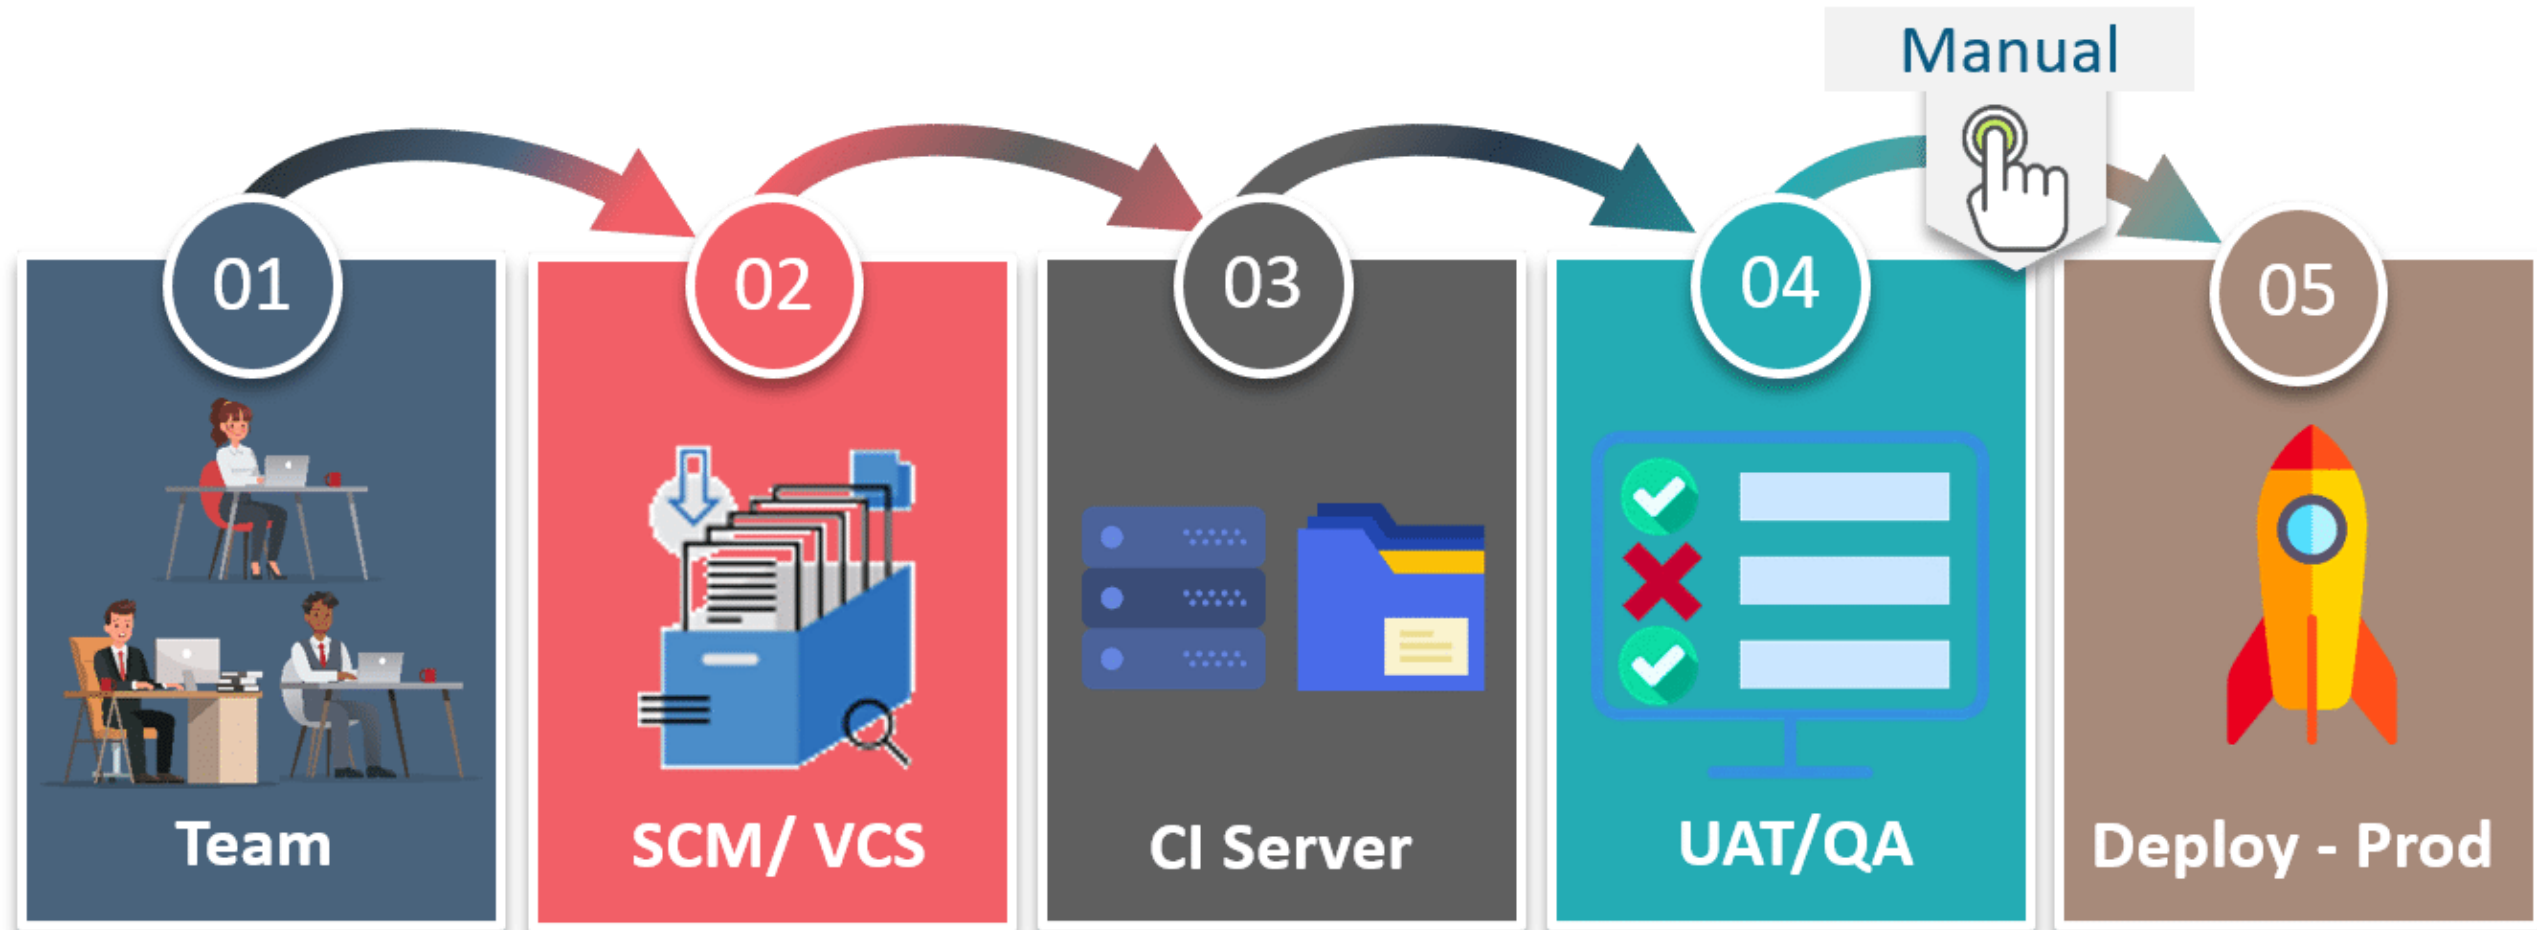 Manual
01
02
03
04
05
Team
SCM/ VCS
CI Server
UAT/QA
Deploy - Prod